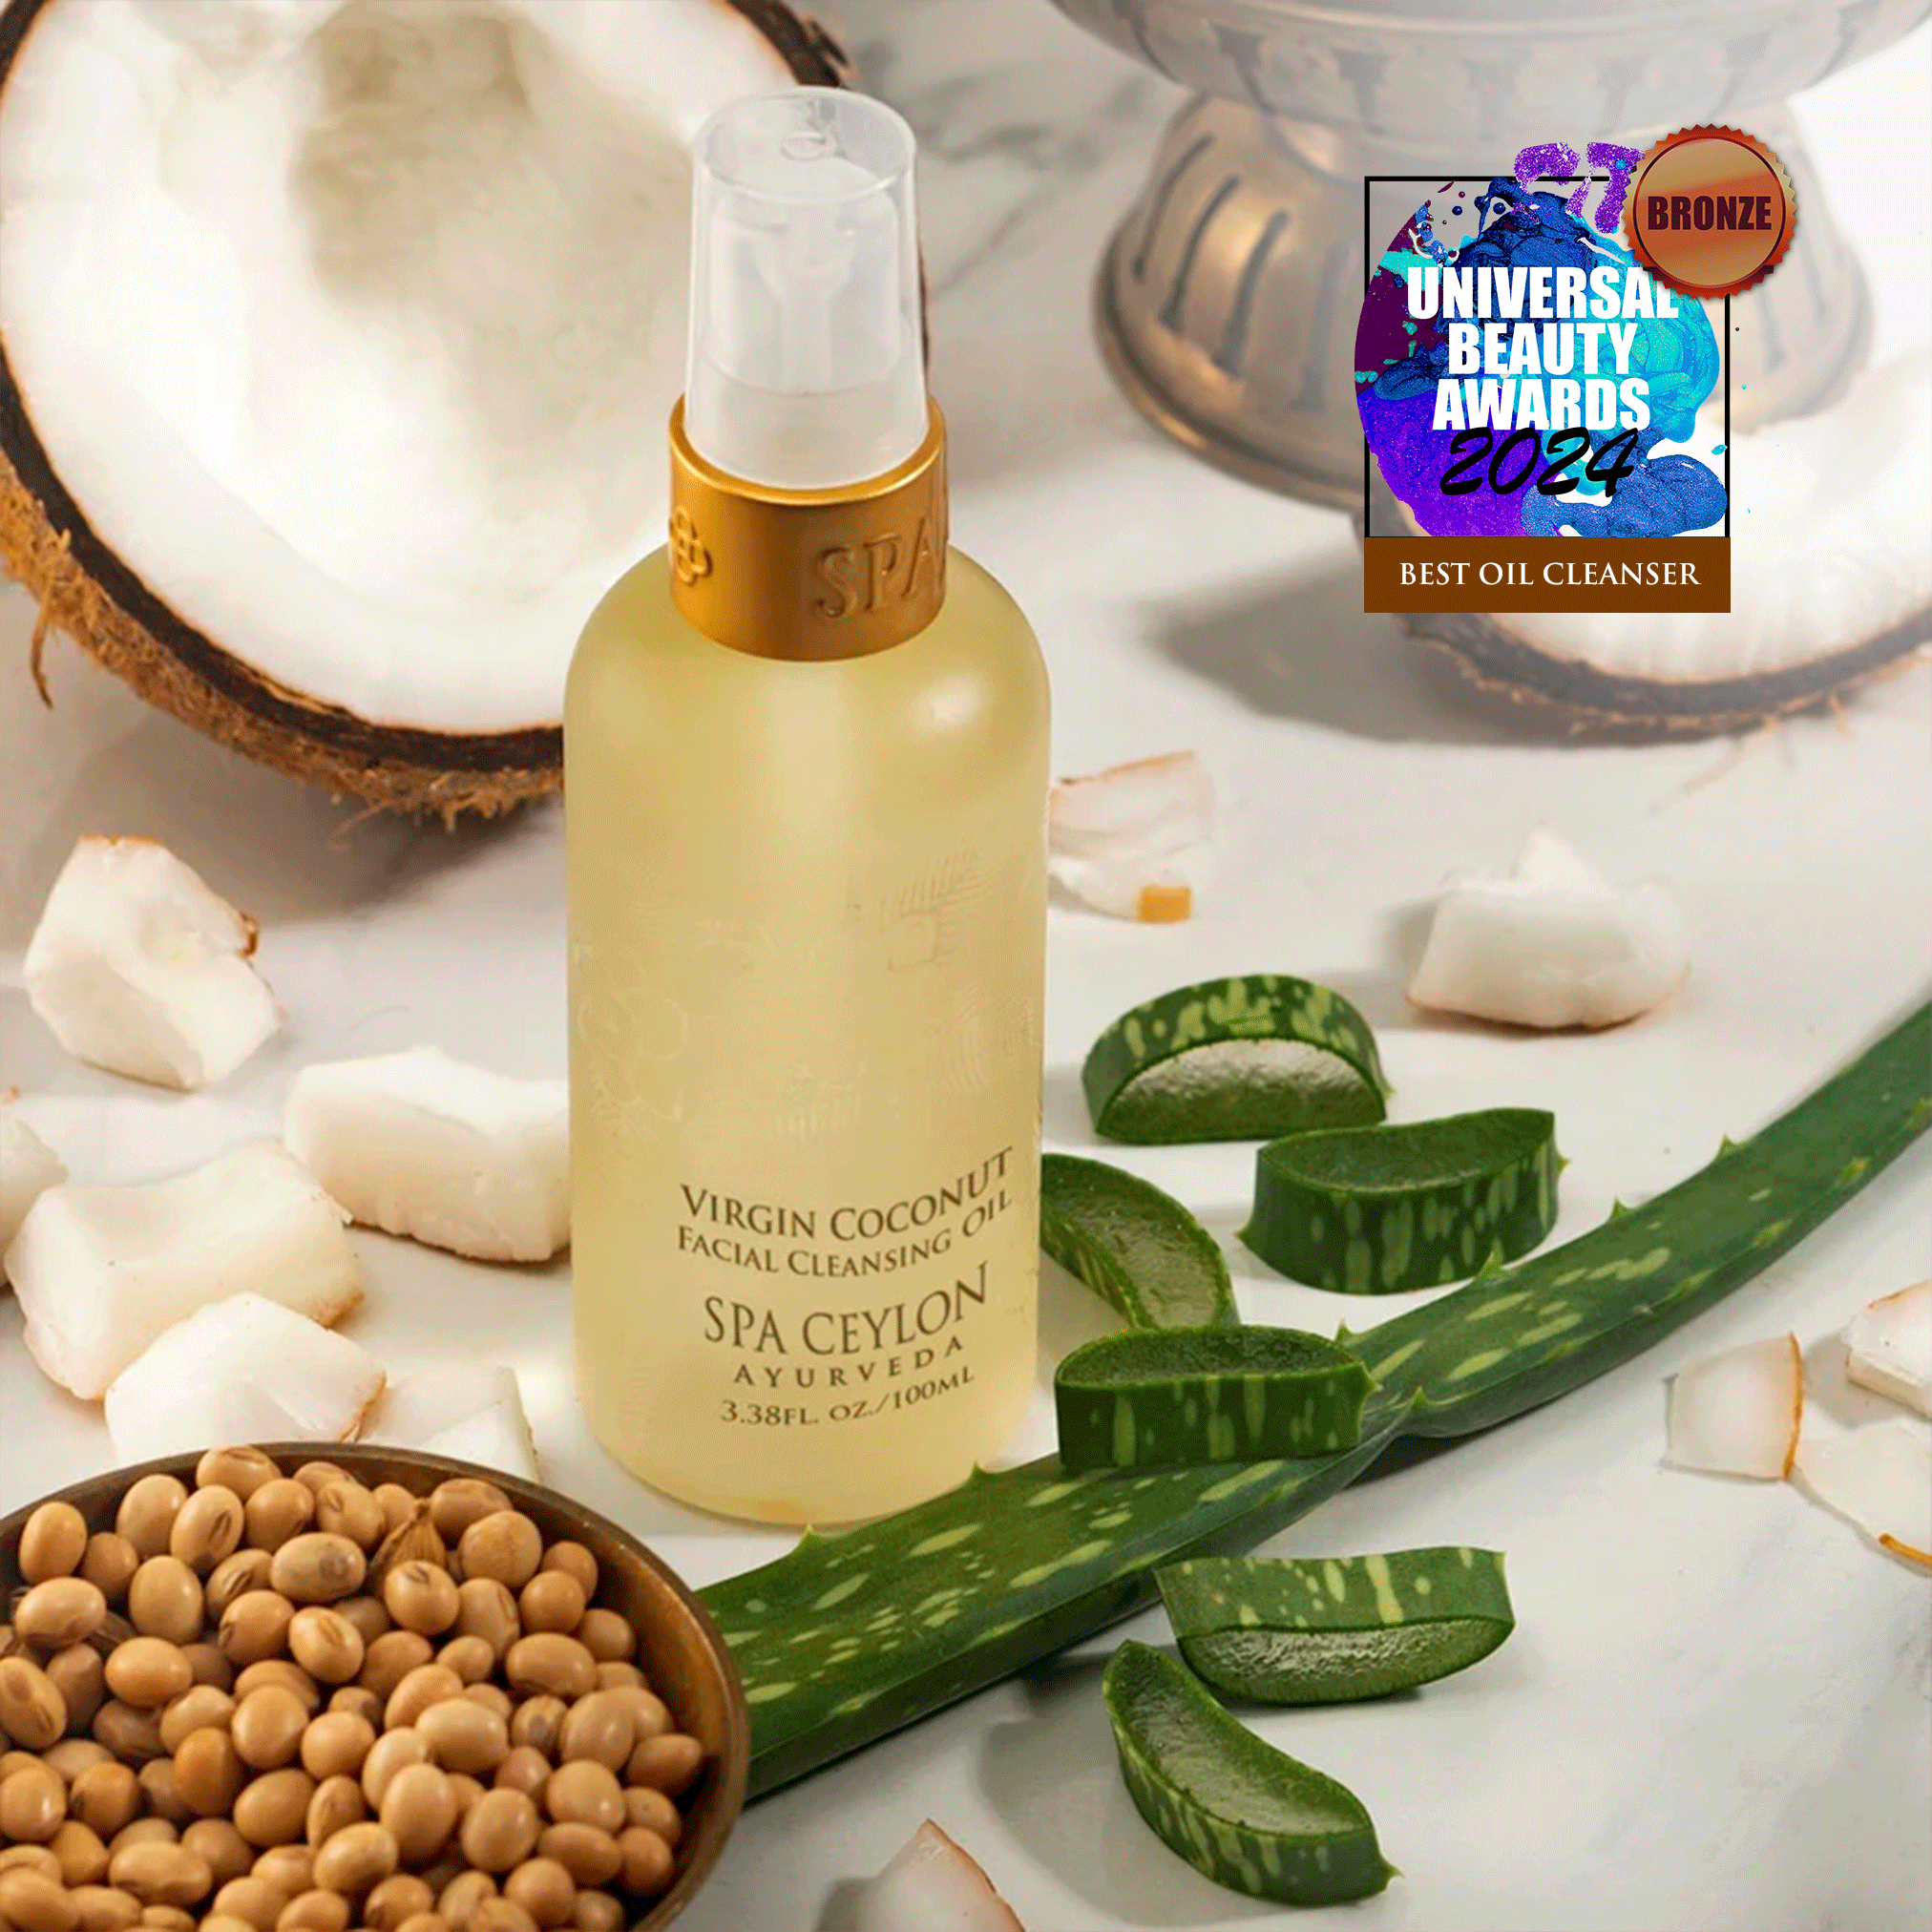 BRONZE
UNIVERSAL
BEAUTY
AWARDS
2024
BEST OIL CLEANSER
SPA
VIRGIN COCONUT
FACIAL CLEANSING OIL
SPA CEYLON
AYURVEDA
3.38FL. OZ./100ML